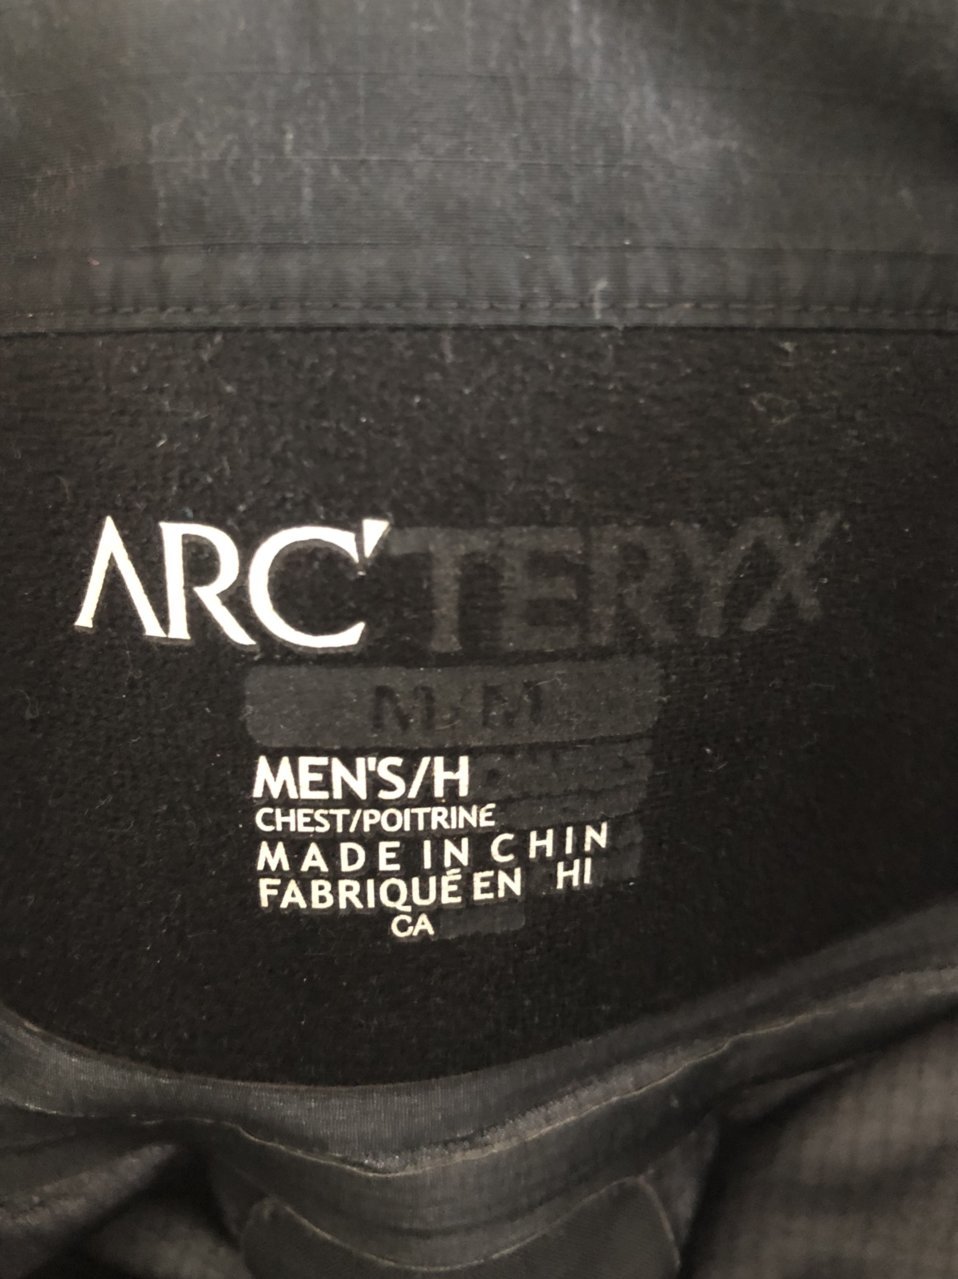 ARC'TERYX
M/M
MEN'S/H
CHEST/POITRINE
MADE IN CHIN
FABRIQUÉ EN HI
CA